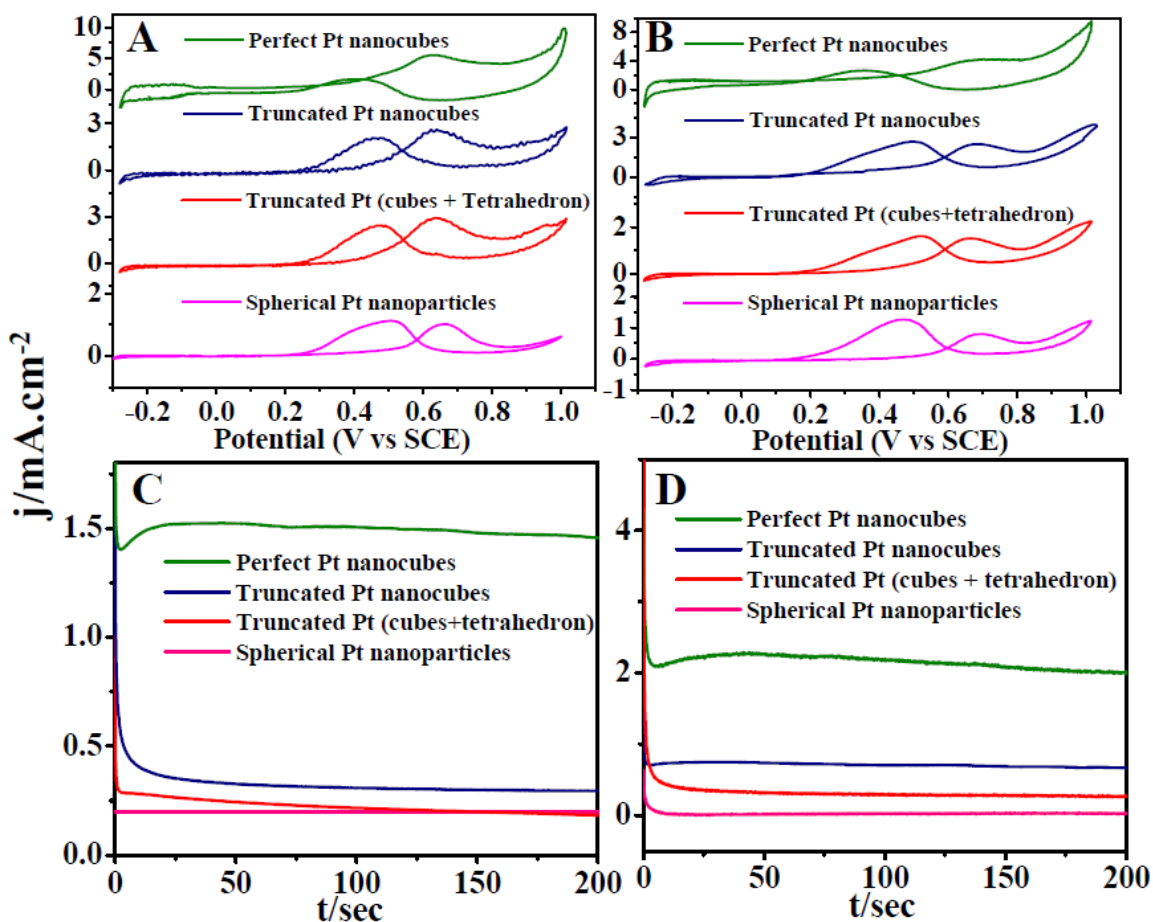 A
10
5
0
Perfect Pt nanocubes
3
0
Truncated Pt nanocubes
3
0
Truncated Pt (cubes + Tetrahedron)
2
0
Spherical Pt nanoparticles
-0.2 0.0 0.2 0.4 0.6 0.8 1.0
Potential (V vs SCE)
B
8
4
0
Perfect Pt nanocubes
3
0
Truncated Pt nanocubes
2
0
Truncated Pt (cubes+tetrahedron)
2
1
0
-1
Spherical Pt nanoparticles
-0.2 0.0 0.2 0.4 0.6 0.8 1.0
Potential (V vs SCE)
j/mA.cm-2
C
1.5
1.0
0.5
0.0
Perfect Pt nanocubes
Truncated Pt nanocubes
Truncated Pt (cubes+tetrahedron)
Spherical Pt nanoparticles
0 50 100 150 200
t/sec
D
4
2
0
Perfect Pt nanocubes
Truncated Pt nanocubes
Truncated Pt (cubes + tetrahedron)
Spherical Pt nanoparticles
0 50 100 150 200
t/sec